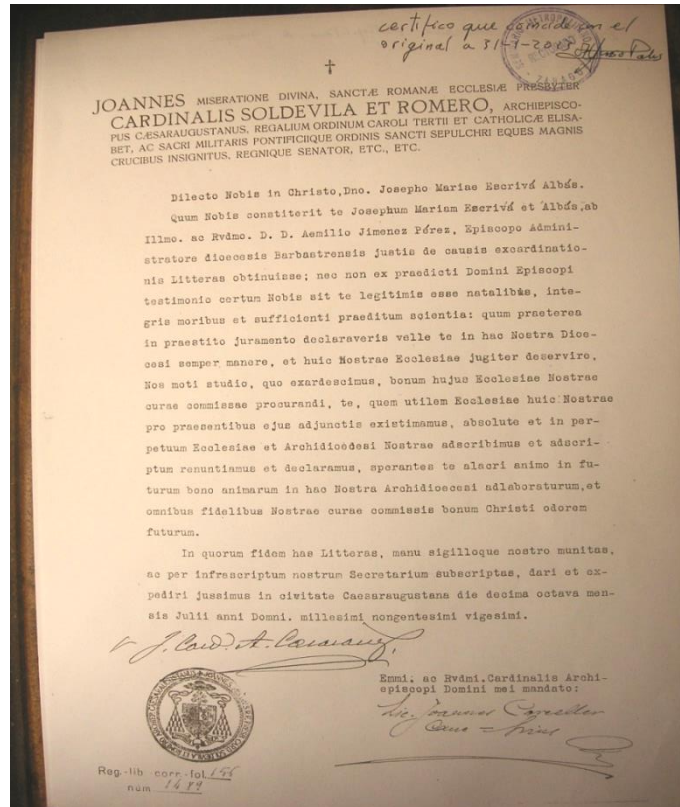 certifico que coincide con el
original a 31-1-2003
JOANNES MISERATIONE DIVINA, SANCTÆ ROMANÆ ECCLESIÆ PRESBYTER
CARDINALIS SOLDEVILA ET ROMERO, ARCHIEPISCO-
PUS CÆSARAUGUSTANUS, REGALIUM ORDINUM CAROLI TERTII ET CATHOLICÆ ELISA-
BET, AC SACRI MILITARIS PONTIFICIIQUE ORDINIS SANCTI SEPULCHRI EQUES MAGNIS
CRUCIBUS INSIGNITUS, REGNIQUE SENATOR, ETC., ETC.
Dilecto Nobis in Christo,Dno. Josepho Mariae Escrivá Albás.
Quum Nobis constiterit te Josephum Mariam Escrivá et Albás,ab
Illmo. ac Rvdmo. D. D. Aemilio Jimenez Pérez, Episcopo Admini-
stratore dioecesis Barbastrensis justis de causis excardinatio-
nis Litteras obtinuisse; nec non ex praedicti Domini Episcopi
testimonio certum Nobis sit te legitimis esse natalibus, inte-
gris moribus et sufficienti praeditum scientia: quum praeterea
in praestito juramento declaraveris velle te in hac Nostra Dioe-
cesi semper manere, et huic Nostrae Ecclesiae jugiter deservire,
Nos moti studio, quo exardescimus, bonum hujus Ecclesiae Nostrae
curae commissae procurandi, te, quem utilem Ecclesiae huic Nostrae
pro praesentibus ejus adjunctis existimamus, absolute et in per-
petuum Ecclesiae et Archidioedesi Nostrae adscribimus et adscri-
ptum renuntiamus et declaramus, sperantes te alacri animo in fu-
turum bono animarum in hac Nostra Archidioecesi adlaboraturum,et
omnibus fidelibus Nostrae curae commissis bonum Christi odorem
futurum.
In quorum fidem has Litteras, manu sigilloque nostro munitas,
ac per infrascriptum nostrum Secretarium subscriptas, dari et ex-
pediri jussimus in civitate Caesaraugustana die decima octava men-
sis Julii anni Domni. millesimi nongentesimi vigesimi.
J. Card. A.
Emmi. ac Rvdmi.Cardinalis Archi-
episcopi Domini mei mandato:
Lic. Joannes
Reg.-lib corr.-fol. 146
num 1489